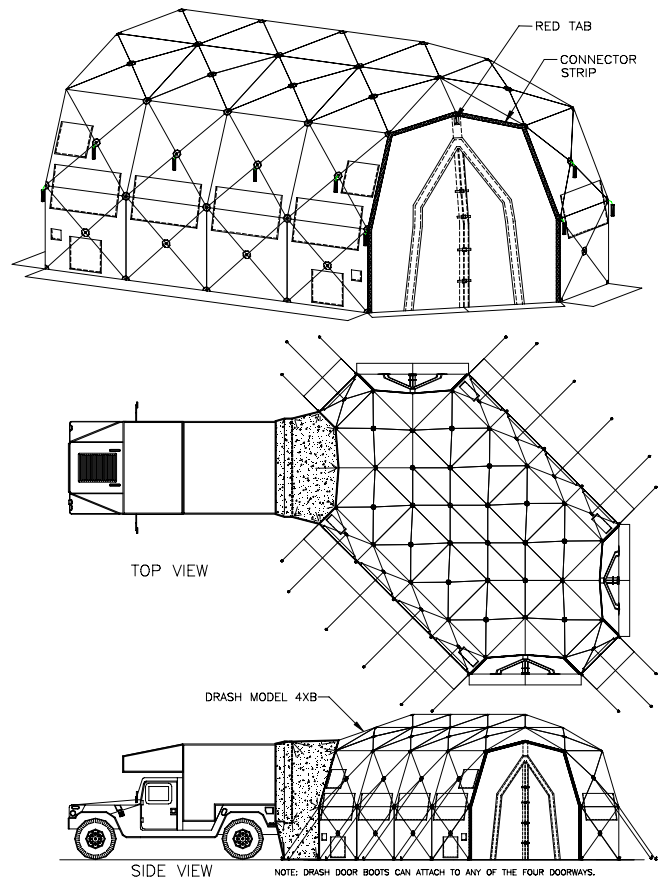 RED TAB
CONNECTOR
STRIP
TOP VIEW
DRASH MODEL 4XB
SIDE VIEW
NOTE: DRASH DOOR BOOTS CAN ATTACH TO ANY OF THE FOUR DOORWAYS.